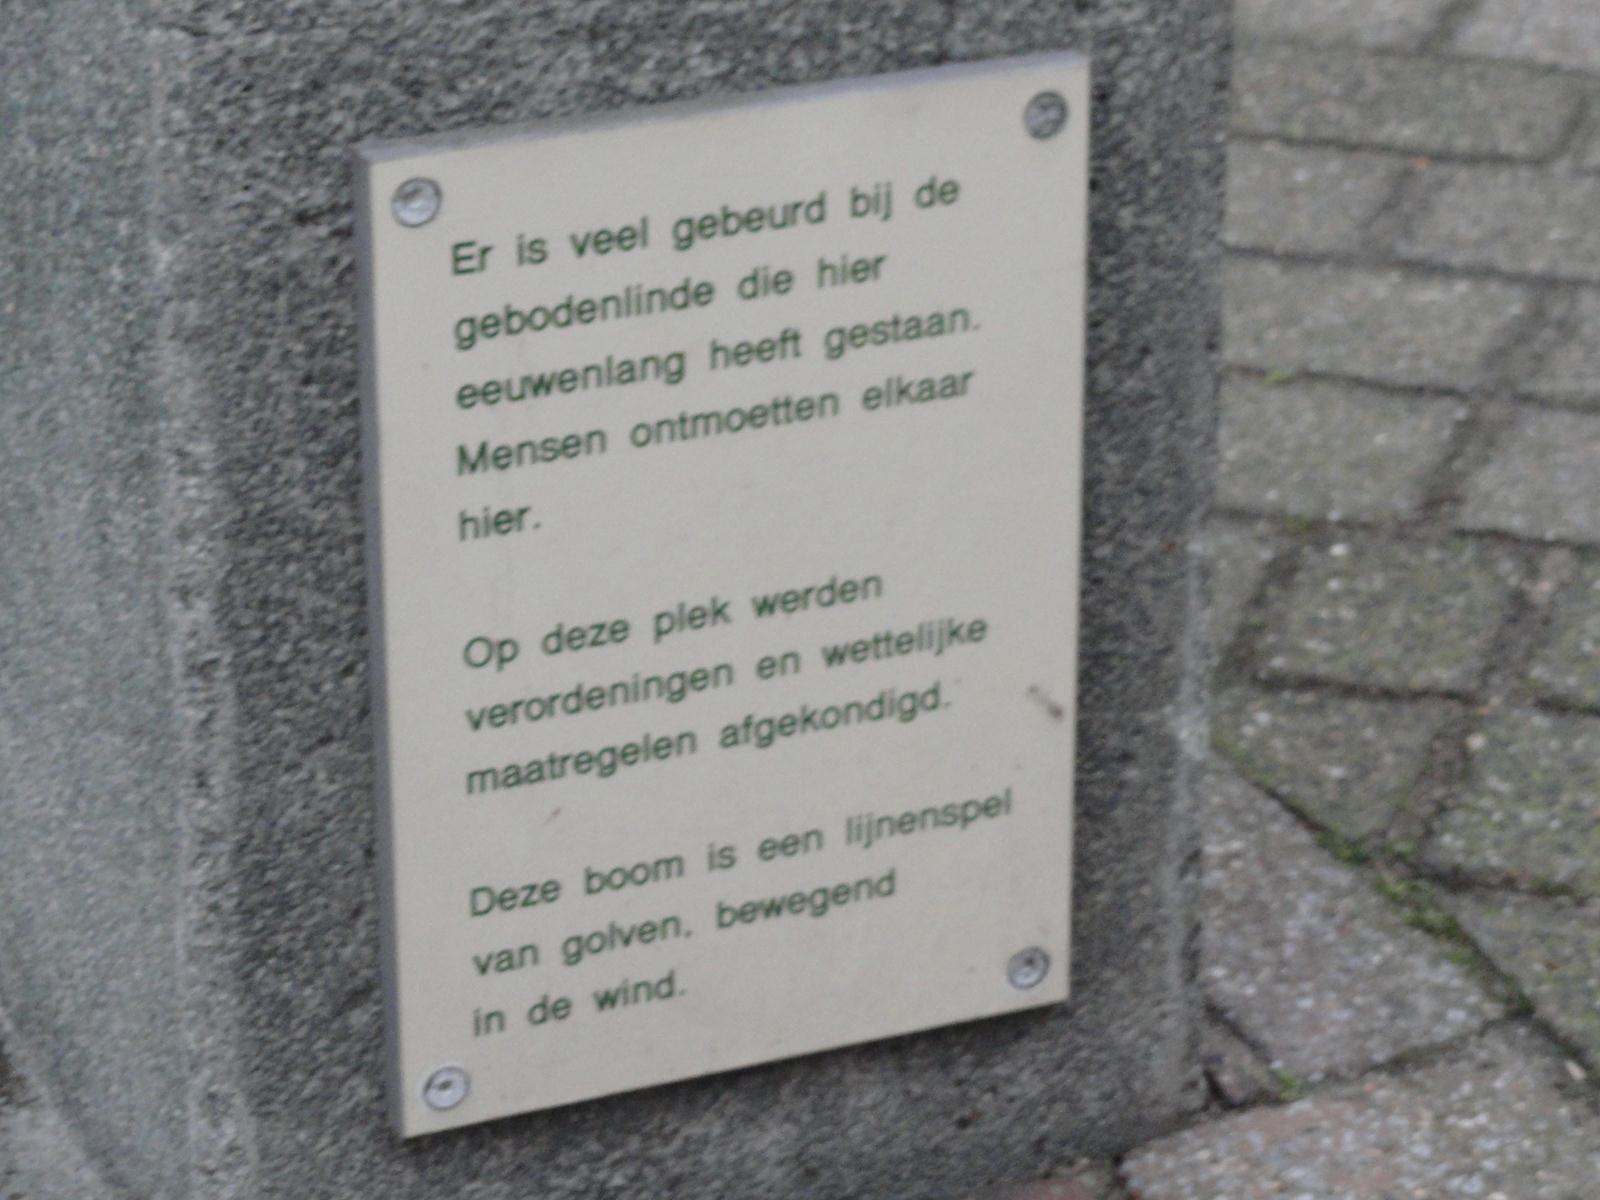 Er is veel gebeurd bij de
gebodenlinde die hier
eeuwenlang heeft gestaan.
Mensen ontmoetten elkaar
hier.
Op deze plek werden
verordeningen en wettelijke
maatregelen afgekondigd.
Deze boom is een lijnenspel
van golven, bewegend
in de wind.